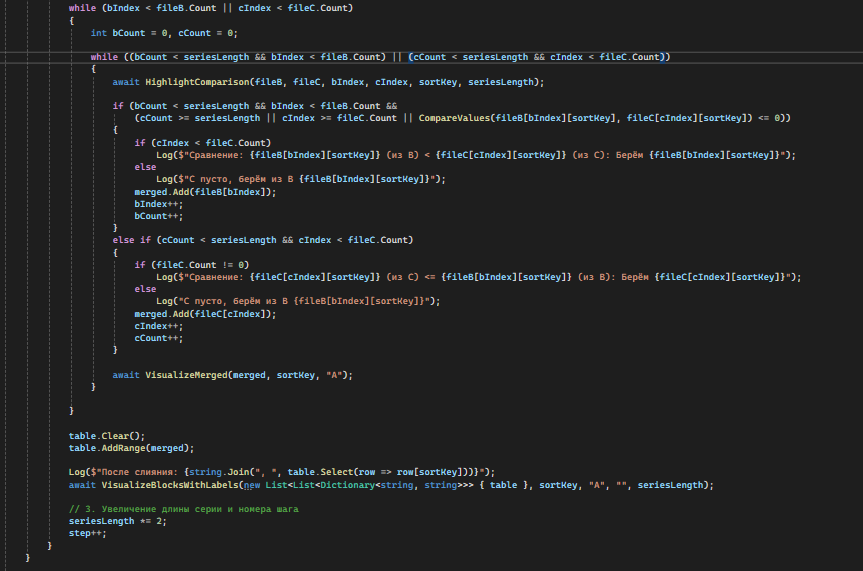 while (bIndex < fileB.Count || cIndex < fileC.Count)
{
int bCount = 0, cCount = 0;
while ((bCount < seriesLength && bIndex < fileB.Count) || (cCount < seriesLength && cIndex < fileC.Count))
{
await HighlightComparison(fileB, fileC, bIndex, cIndex, sortKey, seriesLength);
if (bCount < seriesLength && bIndex < fileB.Count &&
(cCount >= seriesLength || cIndex >= fileC.Count || CompareValues(fileB[bIndex][sortKey], fileC[cIndex][sortKey]) <= 0))
{
if (cIndex < fileC.Count)
Log($"Сравнение: {fileB[bIndex][sortKey]} (из B) < {fileC[cIndex][sortKey]} (из C): Берём {fileB[bIndex][sortKey]}");
else
Log($"C пусто, берём из B {fileB[bIndex][sortKey]}");
merged.Add(fileB[bIndex]);
bIndex++;
bCount++;
}
else if (cCount < seriesLength && cIndex < fileC.Count)
{
if (fileC.Count != 0)
Log($"Сравнение: {fileC[cIndex][sortKey]} (из C) <= {fileB[bIndex][sortKey]} (из B): Берём {fileC[cIndex][sortKey]}");
else
Log("C пусто, берём из B {fileB[bIndex][sortKey]}");
merged.Add(fileC[cIndex]);
cIndex++;
cCount++;
}
await VisualizeMerged(merged, sortKey, "A");
}
}
table.Clear();
table.AddRange(merged);
Log($"После слияния: {string.Join(", ", table.Select(row => row[sortKey]))}");
await VisualizeBlocksWithLabels(new List<List<Dictionary<string, string>>> { table }, sortKey, "A", "", seriesLength);
// 3. Увеличение длины серии и номера шага
seriesLength *= 2;
step++;
}
}